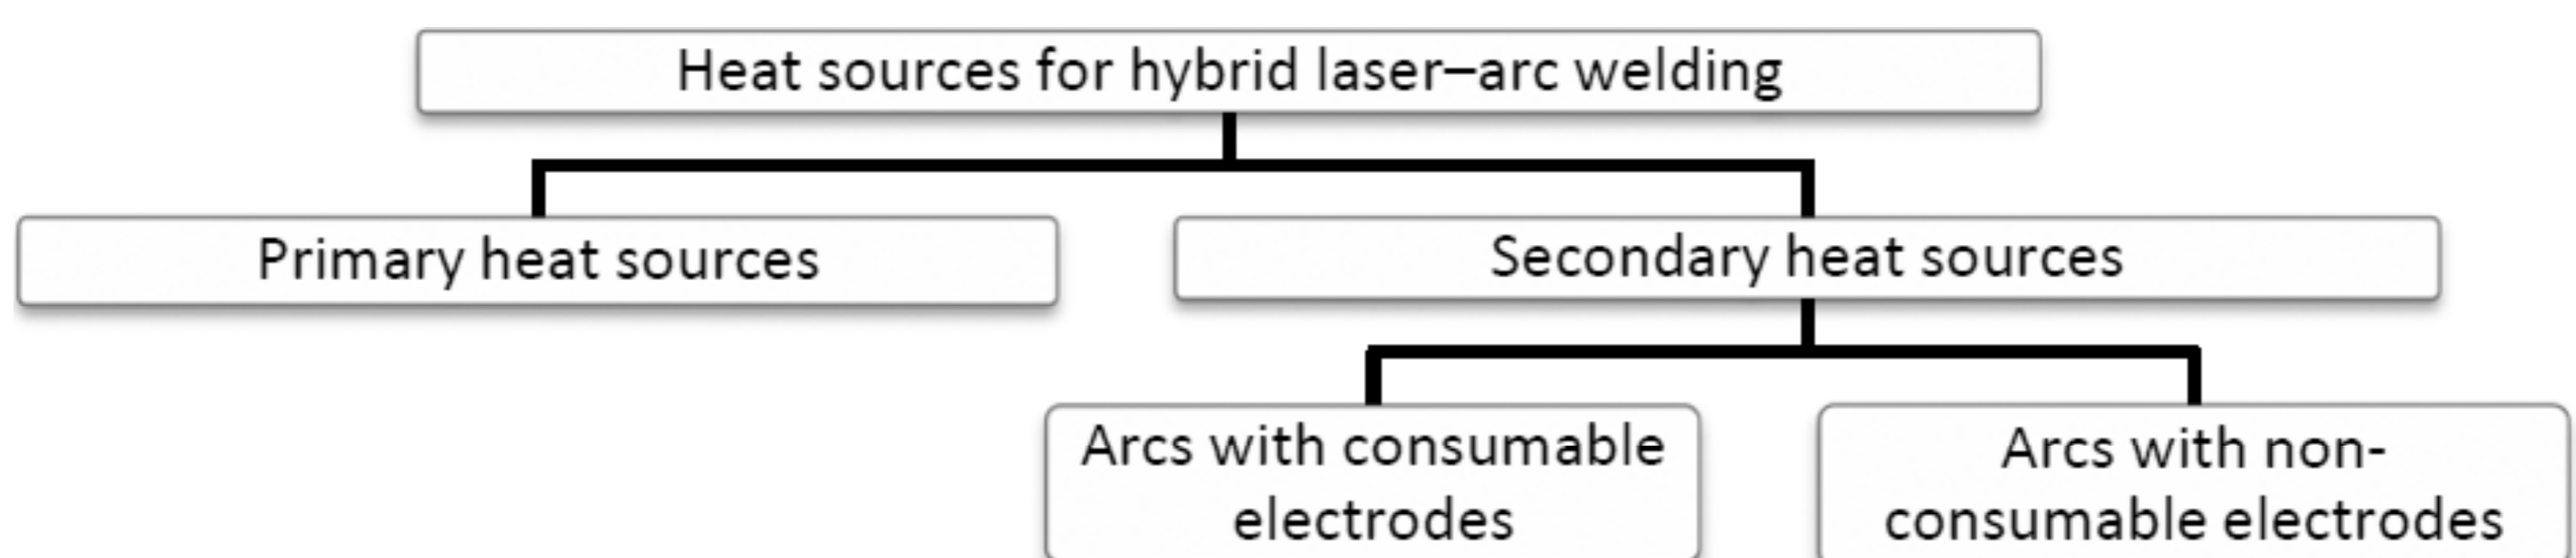 Heat sources for hybrid laser–arc welding
Primary heat sources
Secondary heat sources
Arcs with consumable
electrodes
Arcs with non-
consumable electrodes